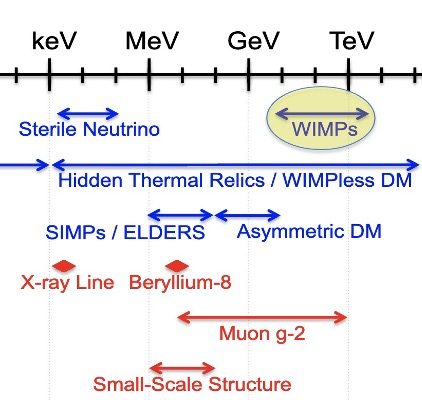 keV MeV GeV TeV
Sterile Neutrino WIMPs
Hidden Thermal Relics / WIMPless DM
SIMPs / ELDERS Asymmetric DM
X-ray Line Beryllium-8
Muon g-2
Small-Scale Structure